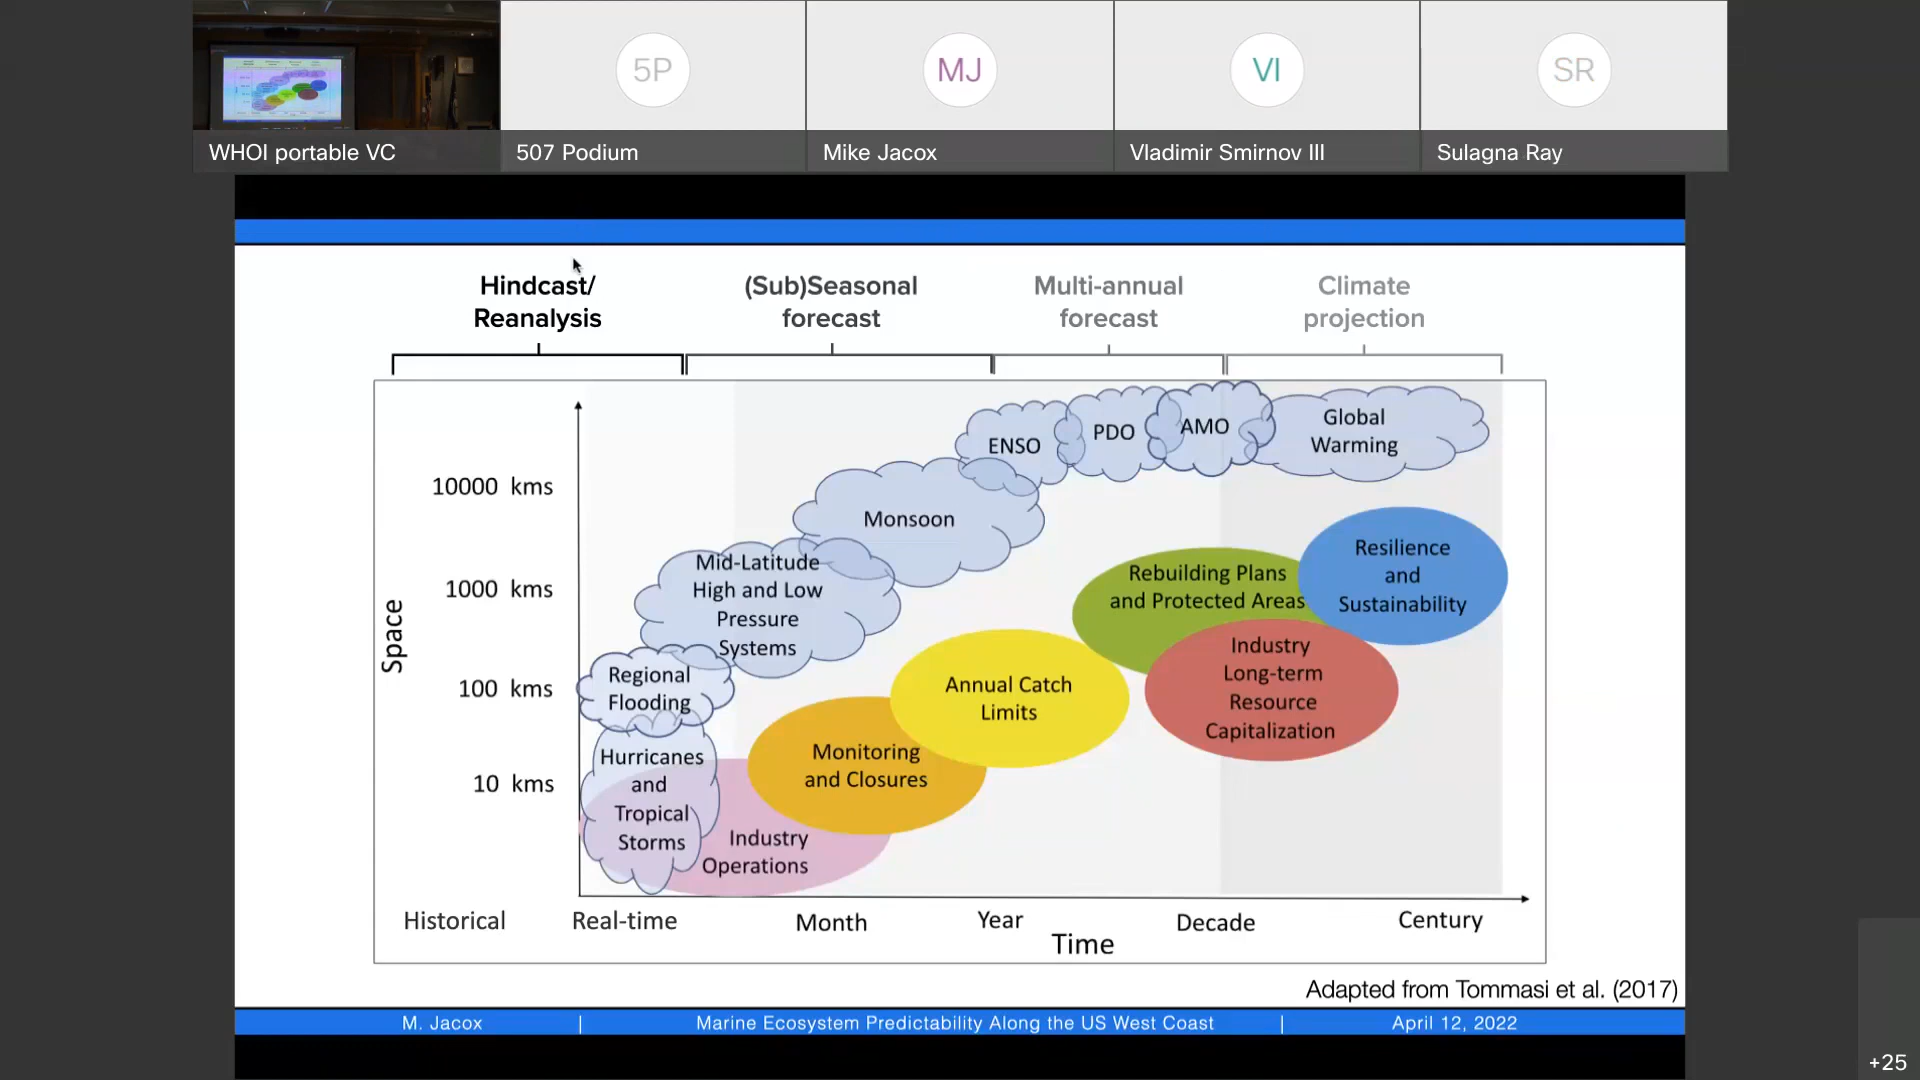 5P
MJ
VI
SR
WHOI portable VC
507 Podium
Mike Jacox
Vladimir Smirnov III
Sulagna Ray
Hindcast/
Reanalysis
(Sub)Seasonal
forecast
Multi-annual
forecast
Climate
projection
Space
10000 kms
1000 kms
100 kms
10 kms
ENSO
PDO
AMO
Global
Warming
Monsoon
Mid-Latitude
High and Low
Pressure
Systems
Regional
Flooding
Hurricanes
and
Tropical
Storms
Industry
Operations
Monitoring
and Closures
Annual Catch
Limits
Rebuilding Plans
and Protected Areas
Industry
Long-term
Resource
Capitalization
Resilience
and
Sustainability
Historical
Real-time
Month
Year
Decade
Century
Time
Adapted from Tommasi et al. (2017)
M. Jacox | Marine Ecosystem Predictability Along the US West Coast | April 12, 2022
+25